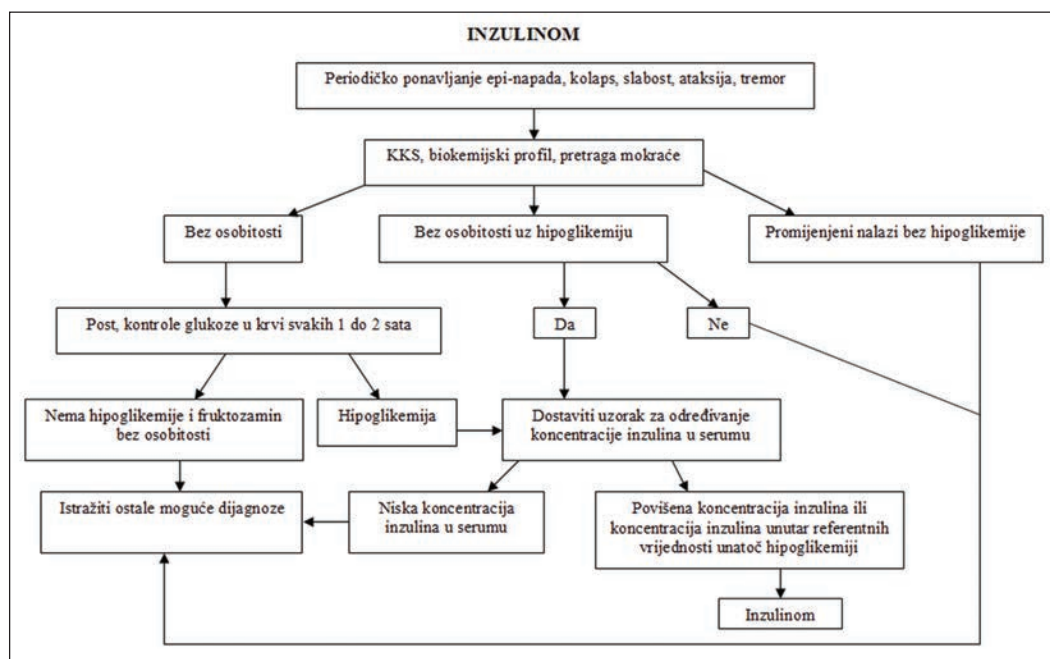 INZULINOM
Periodičko ponavljanje epi-napada, kolaps, slabost, ataksija, tremor
KKS, biokemijski profil, pretraga mokraće
Bez osobitosti
Bez osobitosti uz hipoglikemiju
Promijenjeni nalazi bez hipoglikemije
Post, kontrole glukoze u krvi svakih 1 do 2 sata
Da
Ne
Nema hipoglikemije i fruktozamin
bez osobitosti
Hipoglikemija
Dostaviti uzorak za određivanje
koncentracije inzulina u serumu
Istražiti ostale moguće dijagnoze
Niska koncentracija
inzulina u serumu
Povišena koncentracija inzulina ili
koncentracija inzulina unutar referentnih
vrijednosti unatoč hipoglikemiji
Inzulinom